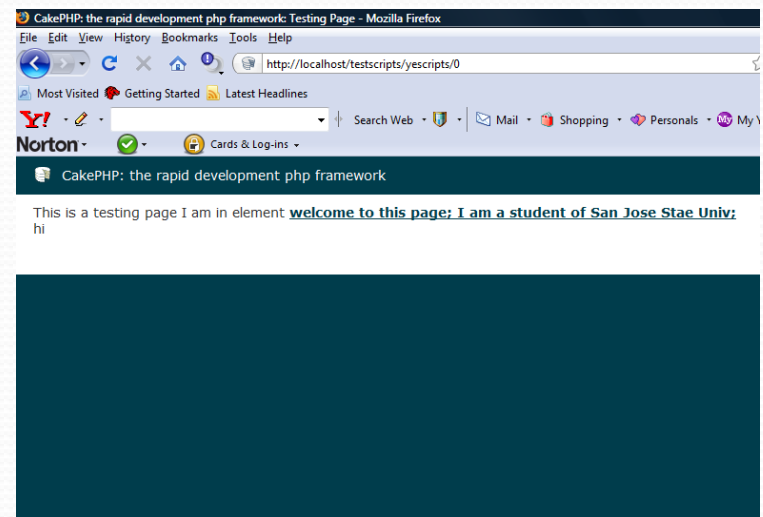 CakePHP: the rapid development php framework: Testing Page - Mozilla Firefox
File Edit View History Bookmarks Tools Help
http://localhost/testscripts/yescripts/0
Most Visited Getting Started Latest Headlines
Y! Search Web Mail Shopping Personals My
Norton Cards & Log-ins
CakePHP: the rapid development php framework
This is a testing page I am in element welcome to this page; I am a student of San Jose Stae Univ;
hi